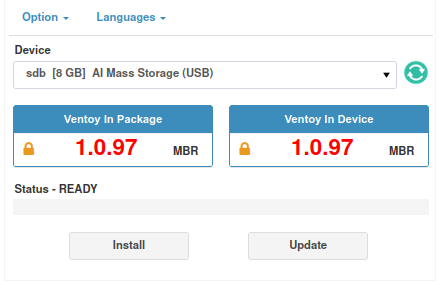 Option Languages
Device
sdb [8 GB] AI Mass Storage (USB)
Ventoy In Package Ventoy In Device
1.0.97 MBR 1.0.97 MBR
Status - READY
Install Update